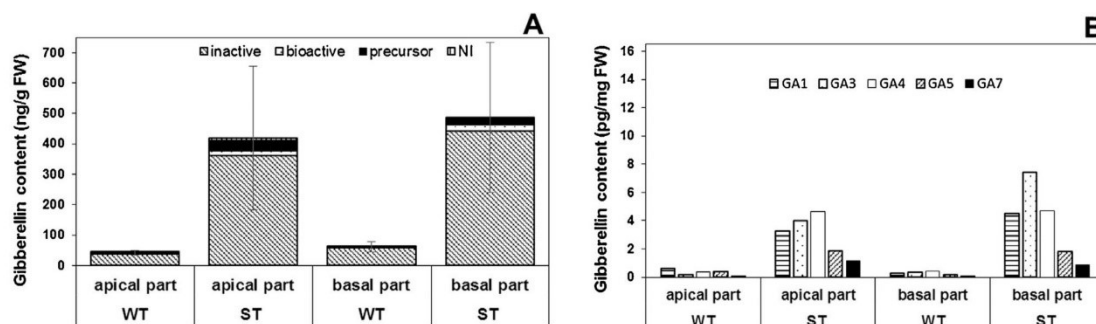 A
Gibberellin content (ng/g FW)
700
600
500
400
300
200
100
0
inactive bioactive precursor NI
apical part apical part basal part basal part
WT ST WT ST
B
Gibberellin content (pg/mg FW)
16
14
12
10
8
6
4
2
0
GA1 GA3 GA4 GA5 GA7
apical part apical part basal part basal part
WT ST WT ST